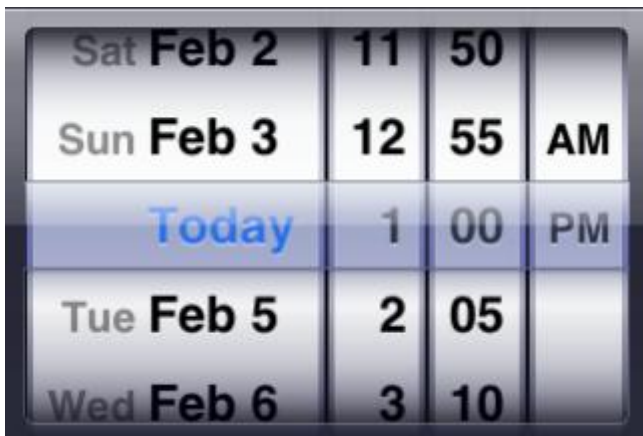 Sat Feb 2 11 50
Sun Feb 3 12 55 AM
Today 1 00 PM
Tue Feb 5 2 05
Wed Feb 6 3 10